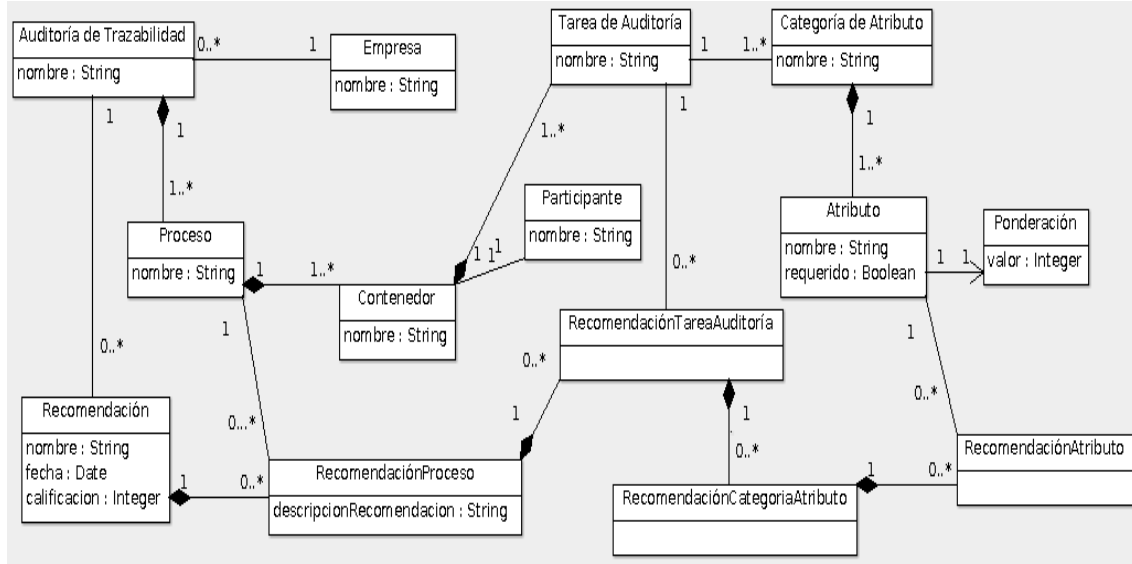 Auditoría de Trazabilidad
nombre : String
0..*
1
Empresa
nombre : String
Tarea de Auditoría
nombre : String
1
1..*
Categoría de Atributo
nombre : String
1
1
1..*
1..*
1
1
1..*
Participante
nombre : String
Atributo
nombre : String
requerido : Boolean
1
1
Ponderación
valor : Integer
Proceso
nombre : String
1
1..*
1
1
1
Contenedor
nombre : String
0..*
RecomendaciónTareaAuditoría
1
1
0..*
0..*
1
0..*
Recomendación
nombre : String
fecha : Date
calificacion : Integer
1
0..*
0...*
1
RecomendaciónProceso
descripcionRecomendacion : String
0..*
RecomendaciónCategoriaAtributo
1
0..*
RecomendaciónAtributo